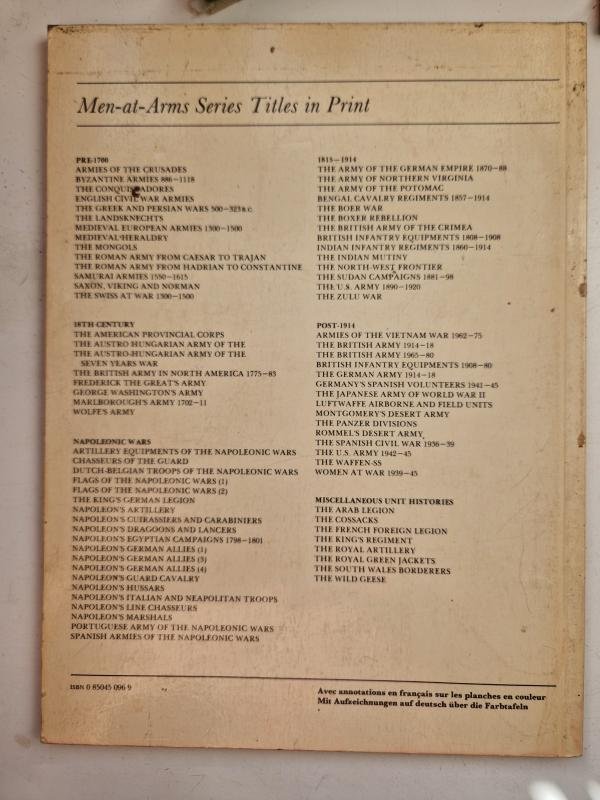 Men-at-Arms Series Titles in Print
PRE-1700
ARMIES OF THE CRUSADES
BYZANTINE ARMIES 886–1118
THE CONQUISTADORES
ENGLISH CIVIL WAR ARMIES
THE GREEK AND PERSIAN WARS 500–323 B.C.
THE LANDSKNECHTS
MEDIEVAL EUROPEAN ARMIES 1300–1500
MEDIEVAL HERALDRY
THE MONGOLS
THE ROMAN ARMY FROM CAESAR TO TRAJAN
THE ROMAN ARMY FROM HADRIAN TO CONSTANTINE
SAMURAI ARMIES 1550–1615
SAXON, VIKING AND NORMAN
THE SWISS AT WAR 1300–1500
18TH CENTURY
THE AMERICAN PROVINCIAL CORPS
THE AUSTRO HUNGARIAN ARMY OF THE
THE AUSTRO-HUNGARIAN ARMY OF THE
SEVEN YEARS WAR
THE BRITISH ARMY IN NORTH AMERICA 1775–83
FREDERICK THE GREAT'S ARMY
GEORGE WASHINGTON'S ARMY
MARLBOROUGH'S ARMY 1702–11
WOLFE'S ARMY
NAPOLEONIC WARS
ARTILLERY EQUIPMENTS OF THE NAPOLEONIC WARS
CHASSEURS OF THE GUARD
DUTCH-BELGIAN TROOPS OF THE NAPOLEONIC WARS
FLAGS OF THE NAPOLEONIC WARS (1)
FLAGS OF THE NAPOLEONIC WARS (2)
THE KING'S GERMAN LEGION
NAPOLEON'S ARTILLERY
NAPOLEON'S CUIRASSIERS AND CARABINIERS
NAPOLEON'S DRAGOONS AND LANCERS
NAPOLEON'S EGYPTIAN CAMPAIGNS 1798–1801
NAPOLEON'S GERMAN ALLIES (1)
NAPOLEON'S GERMAN ALLIES (3)
NAPOLEON'S GERMAN ALLIES (4)
NAPOLEON'S GUARD CAVALRY
NAPOLEON'S HUSSARS
NAPOLEON'S ITALIAN AND NEAPOLITAN TROOPS
NAPOLEON'S LINE CHASSEURS
NAPOLEON'S MARSHALS
PORTUGUESE ARMY OF THE NAPOLEONIC WARS
SPANISH ARMIES OF THE NAPOLEONIC WARS
1815–1914
THE ARMY OF THE GERMAN EMPIRE 1870–88
THE ARMY OF NORTHERN VIRGINIA
THE ARMY OF THE POTOMAC
BENGAL CAVALRY REGIMENTS 1857–1914
THE BOER WAR
THE BOXER REBELLION
THE BRITISH ARMY OF THE CRIMEA
BRITISH INFANTRY EQUIPMENTS 1808–1908
INDIAN INFANTRY REGIMENTS 1860–1914
THE INDIAN MUTINY
THE NORTH-WEST FRONTIER
THE SUDAN CAMPAIGNS 1881–98
THE U.S. ARMY 1890–1920
THE ZULU WAR
POST-1914
ARMIES OF THE VIETNAM WAR 1962–75
THE BRITISH ARMY 1914–18
THE BRITISH ARMY 1965–80
BRITISH INFANTRY EQUIPMENTS 1908–80
THE GERMAN ARMY 1914–18
GERMANY'S SPANISH VOLUNTEERS 1941–45
THE JAPANESE ARMY OF WORLD WAR II
LUFTWAFFE AIRBORNE AND FIELD UNITS
MONTGOMERY'S DESERT ARMY
THE PANZER DIVISIONS
ROMMEL'S DESERT ARMY
THE SPANISH CIVIL WAR 1936–39
THE U.S. ARMY 1942–45
THE WAFFEN-SS
WOMEN AT WAR 1939–45
MISCELLANEOUS UNIT HISTORIES
THE ARAB LEGION
THE COSSACKS
THE FRENCH FOREIGN LEGION
THE KING'S REGIMENT
THE ROYAL ARTILLERY
THE ROYAL GREEN JACKETS
THE SOUTH WALES BORDERERS
THE WILD GEESE
ISBN 0 85045 096 9
Avec annotations en français sur les planches en couleur
Mit Aufzeichnungen auf deutsch über die Farbtafeln